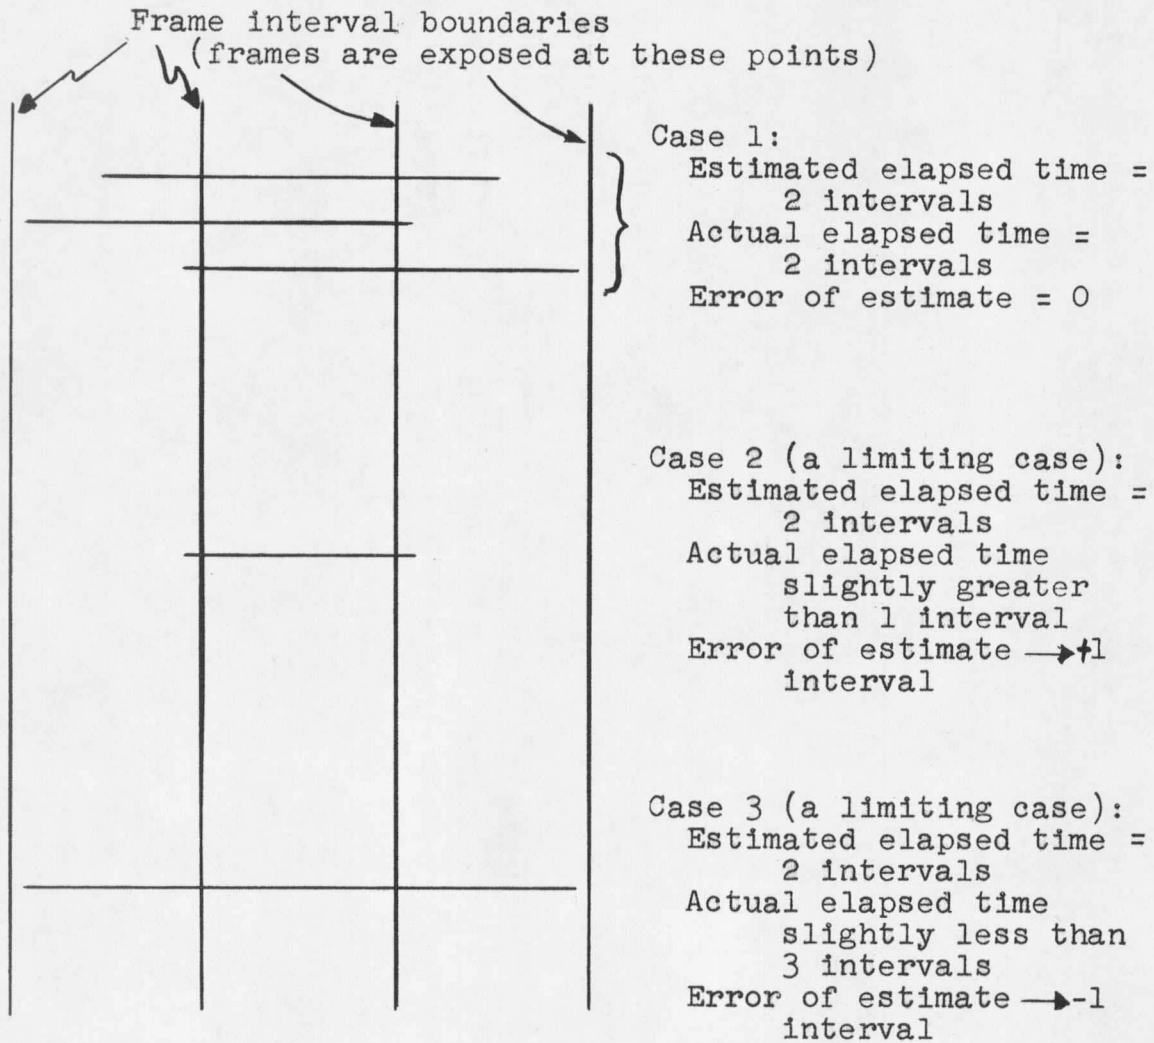 Frame interval boundaries
(frames are exposed at these points)
Case 1:
Estimated elapsed time =
2 intervals
Actual elapsed time =
2 intervals
Error of estimate = 0
Case 2 (a limiting case):
Estimated elapsed time =
2 intervals
Actual elapsed time
slightly greater
than 1 interval
Error of estimate →+1
interval
Case 3 (a limiting case):
Estimated elapsed time =
2 intervals
Actual elapsed time
slightly less than
3 intervals
Error of estimate →-1
interval